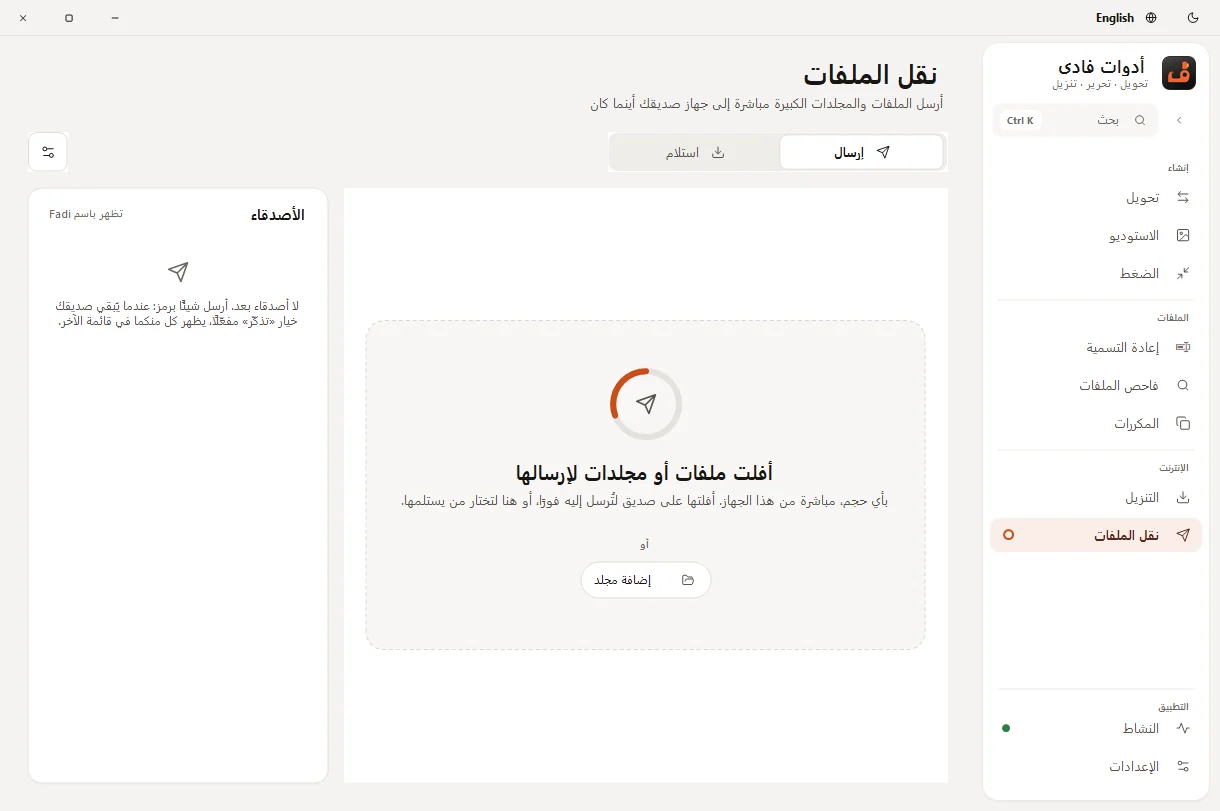 English
أدوات فادي
تحويل · تحرير · تنزيل
بحث
Ctrl K
إنشاء
تحويل
الاستوديو
الضغط
الملفات
إعادة التسمية
فاحص الملفات
المكررات
الإنترنت
التنزيل
نقل الملفات
التطبيق
النشاط
الإعدادات
نقل الملفات
أرسل الملفات والمجلدات الكبيرة مباشرة إلى جهاز صديقك أينما كان
إرسال
استلام
أفلت ملفات أو مجلدات لإرسالها
بأي حجم، مباشرة من هذا الجهاز. أفلتها على صديق لتُرسل إليه فورًا، أو هنا لتختار من يستلمها.
أو
إضافة مجلد
الأصدقاء
تظهر باسم Fadi
لا أصدقاء بعد. أرسل شيئًا برمز: عندما يُبقي صديقك
خيار «تذكّر» مفعّلًا، يظهر كل منكما في قائمة الآخر.